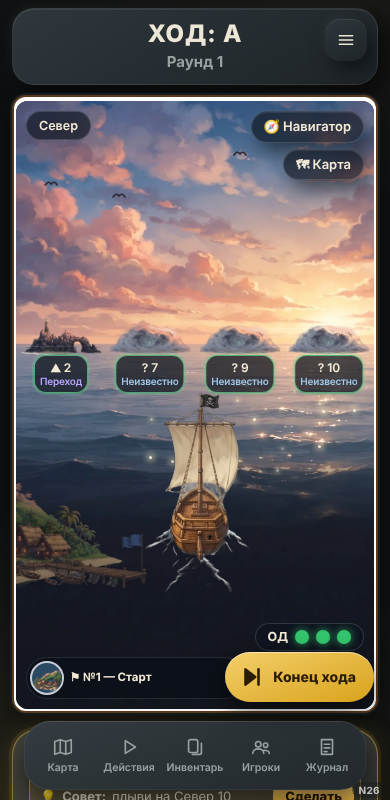 ХОД: A
Раунд 1
Север
🧭 Навигатор
🗺 Карта
▲ 2
Переход
? 7
Неизвестно
? 9
Неизвестно
? 10
Неизвестно
ОД
⚑ №1 — Старт
Конец хода
Карта
Действия
Инвентарь
Игроки
Журнал
💡 Совет: плыви на Север 10
Сделать
N26